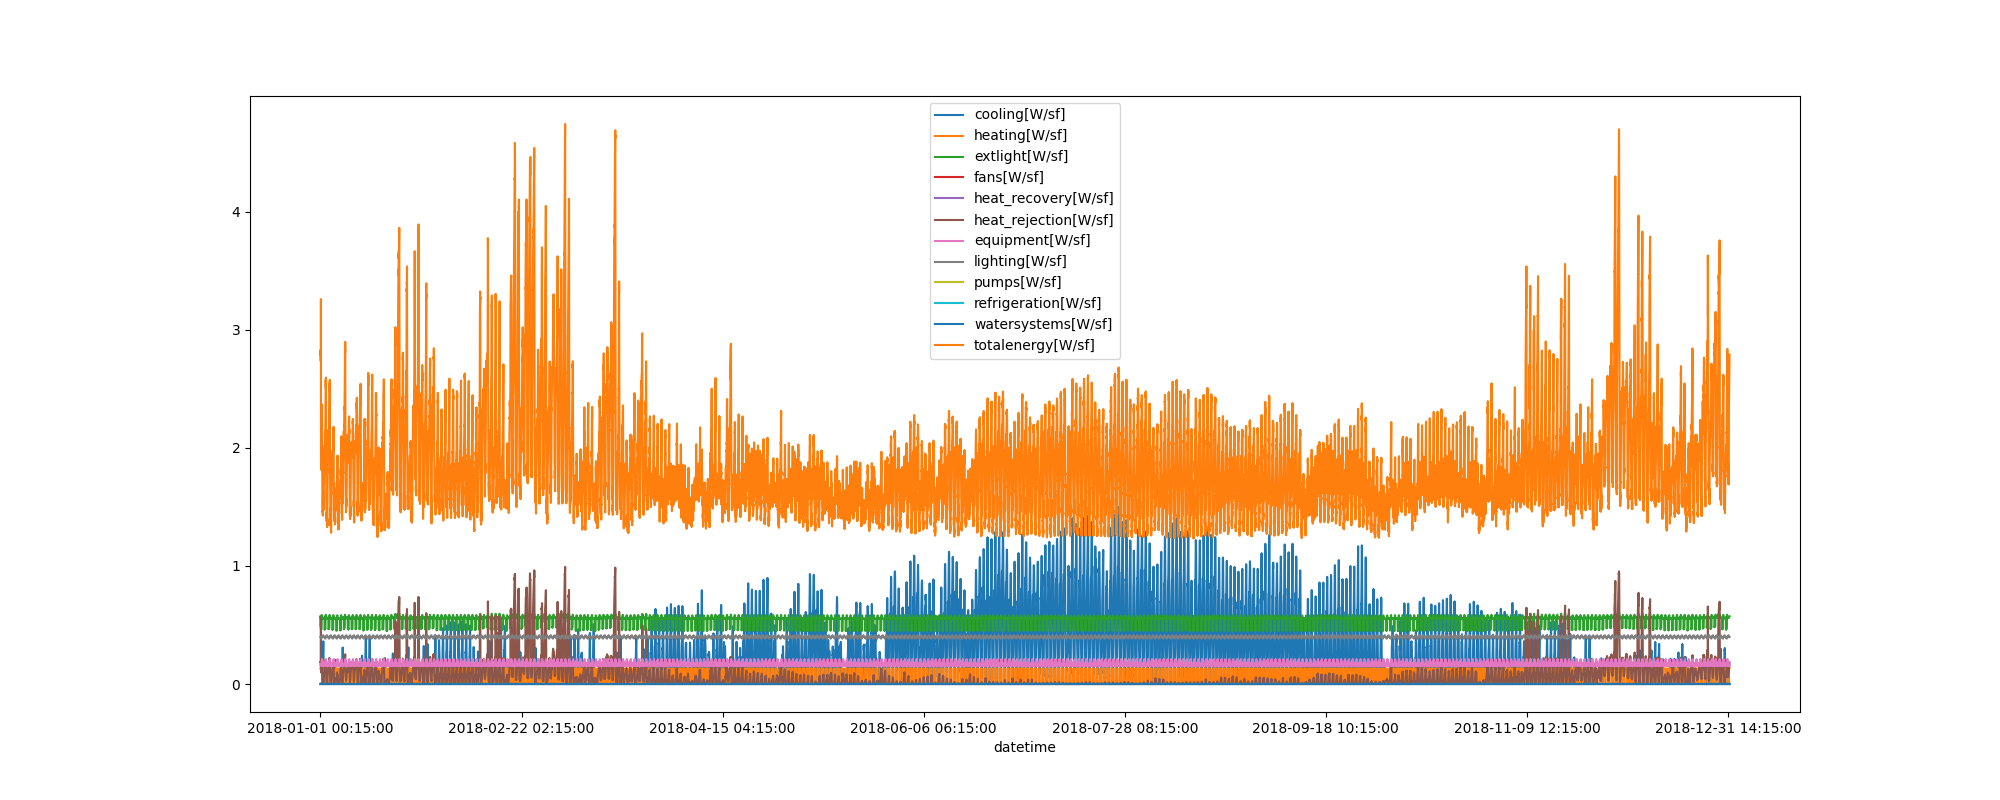 cooling[W/sf]
heating[W/sf]
extlight[W/sf]
fans[W/sf]
heat_recovery[W/sf]
heat_rejection[W/sf]
equipment[W/sf]
lighting[W/sf]
pumps[W/sf]
refrigeration[W/sf]
watersystems[W/sf]
totalenergy[W/sf]
4
3
2
1
0
2018-01-01 00:15:00 2018-02-22 02:15:00 2018-04-15 04:15:00 2018-06-06 06:15:00 2018-07-28 08:15:00 2018-09-18 10:15:00 2018-11-09 12:15:00 2018-12-31 14:15:00
datetime